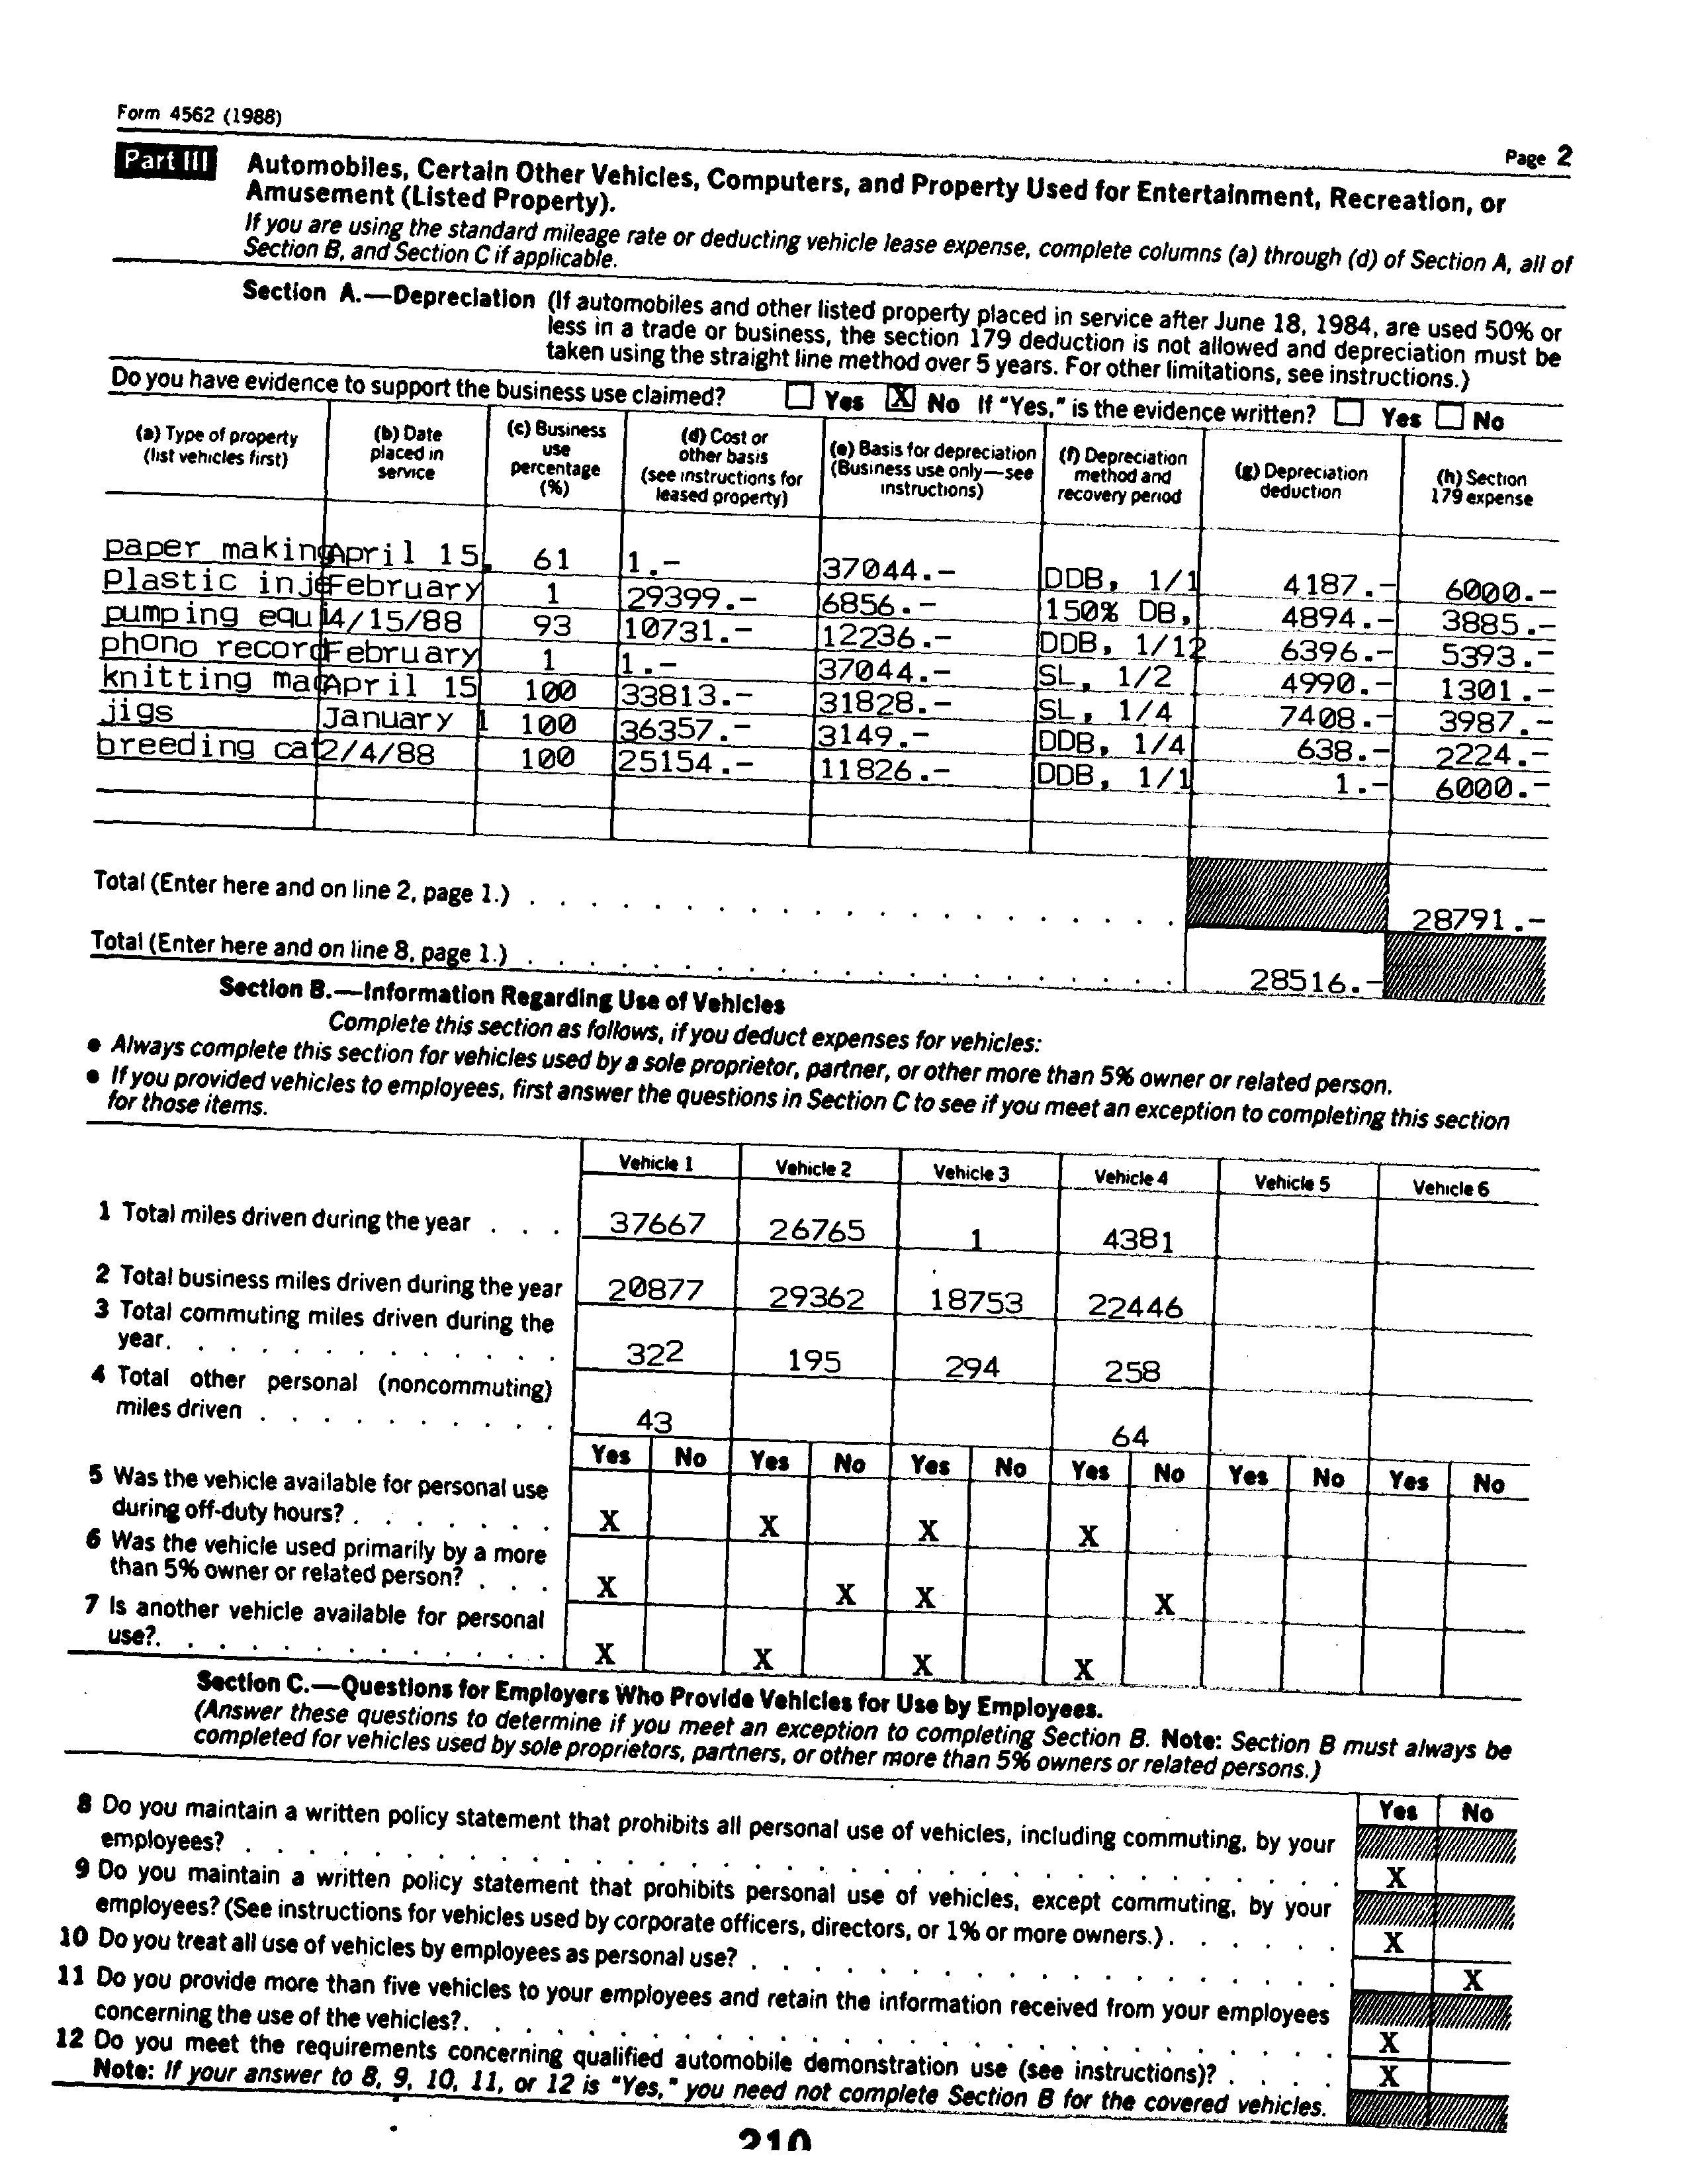 Form 4562 (1988)
Page 2
Part III Automobiles, Certain Other Vehicles, Computers, and Property Used for Entertainment, Recreation, or
Amusement (Listed Property).
If you are using the standard mileage rate or deducting vehicle lease expense, complete columns (a) through (d) of Section A, all of
Section B, and Section C if applicable.
Section A.—Depreciation (If automobiles and other listed property placed in service after June 18, 1984, are used 50% or
less in a trade or business, the section 179 deduction is not allowed and depreciation must be
taken using the straight line method over 5 years. For other limitations, see instructions.)
Do you have evidence to support the business use claimed? Yes X No If "Yes," is the evidence written? Yes No
(a) Type of property (list vehicles first) (b) Date placed in service (c) Business use percentage (%) (d) Cost or other basis (see instructions for leased property) (e) Basis for depreciation (Business use only—see instructions) (f) Depreciation method and recovery period (g) Depreciation deduction (h) Section 179 expense
paper making April 15, 61 1.- 37044.- DDB, 1/1 4187.- 6000.-
plastic inje February 1 29399.- 6856.- 150% DB, 4894.- 3885.-
pumping equi 4/15/88 93 10731.- 12236.- DDB, 1/12 6396.- 5393.-
phono record February 1 1.- 37044.- SL, 1/2 4990.- 1301.-
knitting mac April 15 100 33813.- 31828.- SL, 1/4 7408.- 3987.-
jigs January 1 100 36357.- 3149.- DDB, 1/4 638.- 2224.-
breeding cat 2/4/88 100 25154.- 11826.- DDB, 1/1 1.- 6000.-
Total (Enter here and on line 2, page 1.) 28791.-
Total (Enter here and on line 8, page 1.) 28516.-
Section B.—Information Regarding Use of Vehicles
Complete this section as follows, if you deduct expenses for vehicles:
● Always complete this section for vehicles used by a sole proprietor, partner, or other more than 5% owner or related person.
● If you provided vehicles to employees, first answer the questions in Section C to see if you meet an exception to completing this section
for those items.
Vehicle 1 Vehicle 2 Vehicle 3 Vehicle 4 Vehicle 5 Vehicle 6
1 Total miles driven during the year 37667 26765 1 4381
2 Total business miles driven during the year 20877 29362 18753 22446
3 Total commuting miles driven during the
year. 322 195 294 258
4 Total other personal (noncommuting)
miles driven 43 64
Yes No Yes No Yes No Yes No Yes No Yes No
5 Was the vehicle available for personal use
during off-duty hours? X X X X
6 Was the vehicle used primarily by a more
than 5% owner or related person? X X X X
7 Is another vehicle available for personal
use? X X X X
Section C.—Questions for Employers Who Provide Vehicles for Use by Employees.
(Answer these questions to determine if you meet an exception to completing Section B. Note: Section B must always be
completed for vehicles used by sole proprietors, partners, or other more than 5% owners or related persons.)
Yes No
8 Do you maintain a written policy statement that prohibits all personal use of vehicles, including commuting, by your
employees? X
9 Do you maintain a written policy statement that prohibits personal use of vehicles, except commuting, by your
employees? (See instructions for vehicles used by corporate officers, directors, or 1% or more owners.) X
10 Do you treat all use of vehicles by employees as personal use? X
11 Do you provide more than five vehicles to your employees and retain the information received from your employees
concerning the use of the vehicles? X
12 Do you meet the requirements concerning qualified automobile demonstration use (see instructions)? X
Note: If your answer to 8, 9, 10, 11, or 12 is "Yes," you need not complete Section B for the covered vehicles.
210